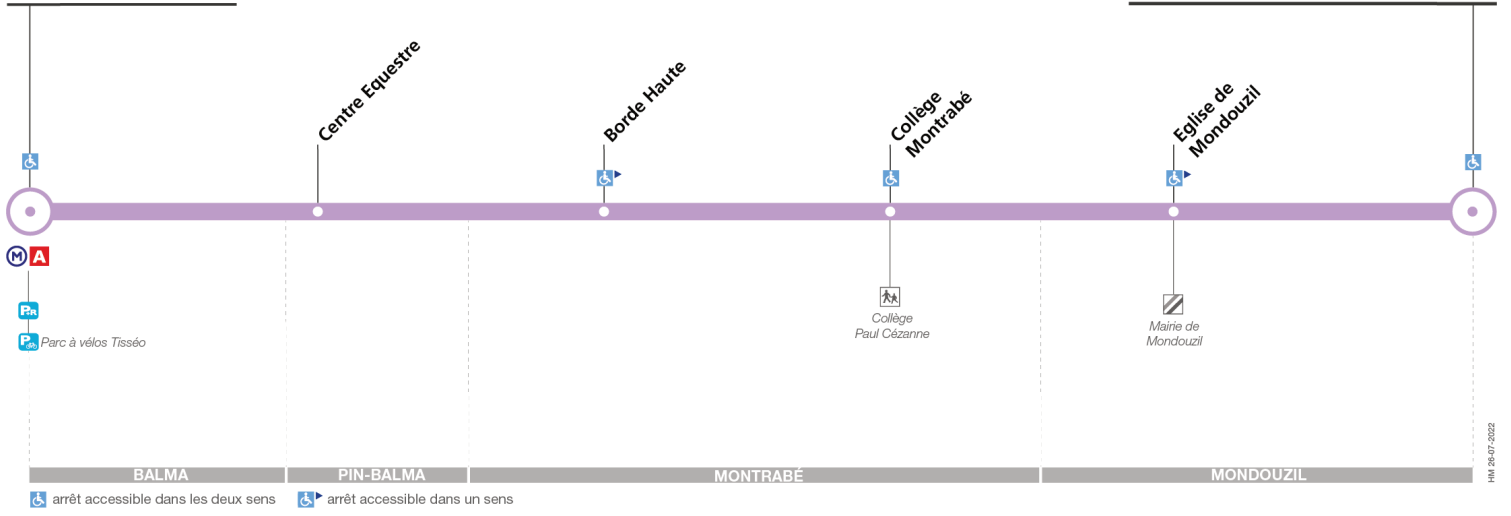 Centre Equestre
Borde Haute
Collège
Montrabé
Eglise de
Mondouzil
M A
P+R
P
Parc à vélos Tisséo
Collège
Paul Cézanne
Mairie de
Mondouzil
BALMA
PIN-BALMA
MONTRABÉ
MONDOUZIL
arrêt accessible dans les deux sens
arrêt accessible dans un sens
HM 26-07-2022